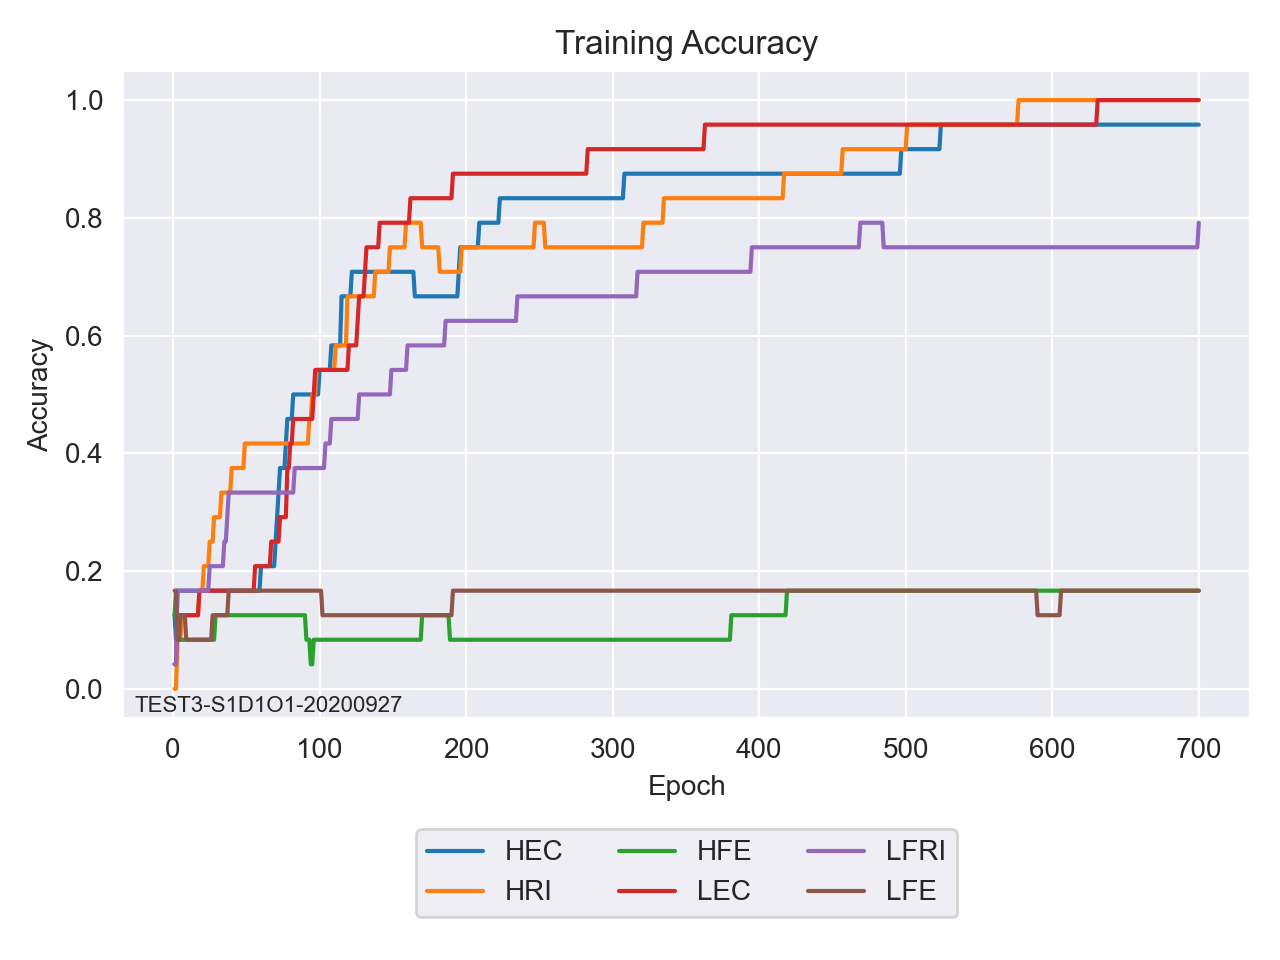 Training Accuracy
1.0
0.8
0.6
0.4
0.2
0.0
Accuracy
TEST3-S1D1O1-20200927
0 100 200 300 400 500 600 700
Epoch
HEC HFE LFRI
HRI LEC LFE